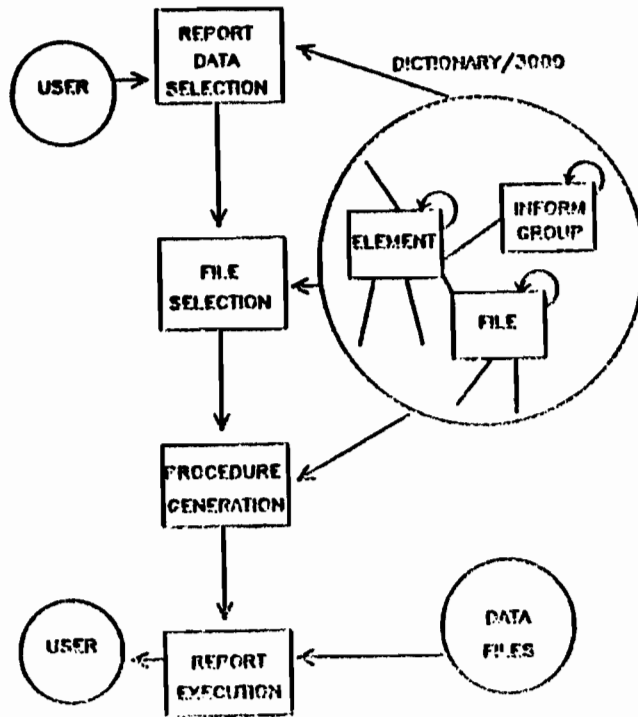 REPORT
DATA
SELECTION
USER
DICTIONARY/3000
ELEMENT
INFORM
GROUP
FILE
SELECTION
FILE
PROCEDURE
GENERATION
USER
REPORT
EXECUTION
DATA
FILES